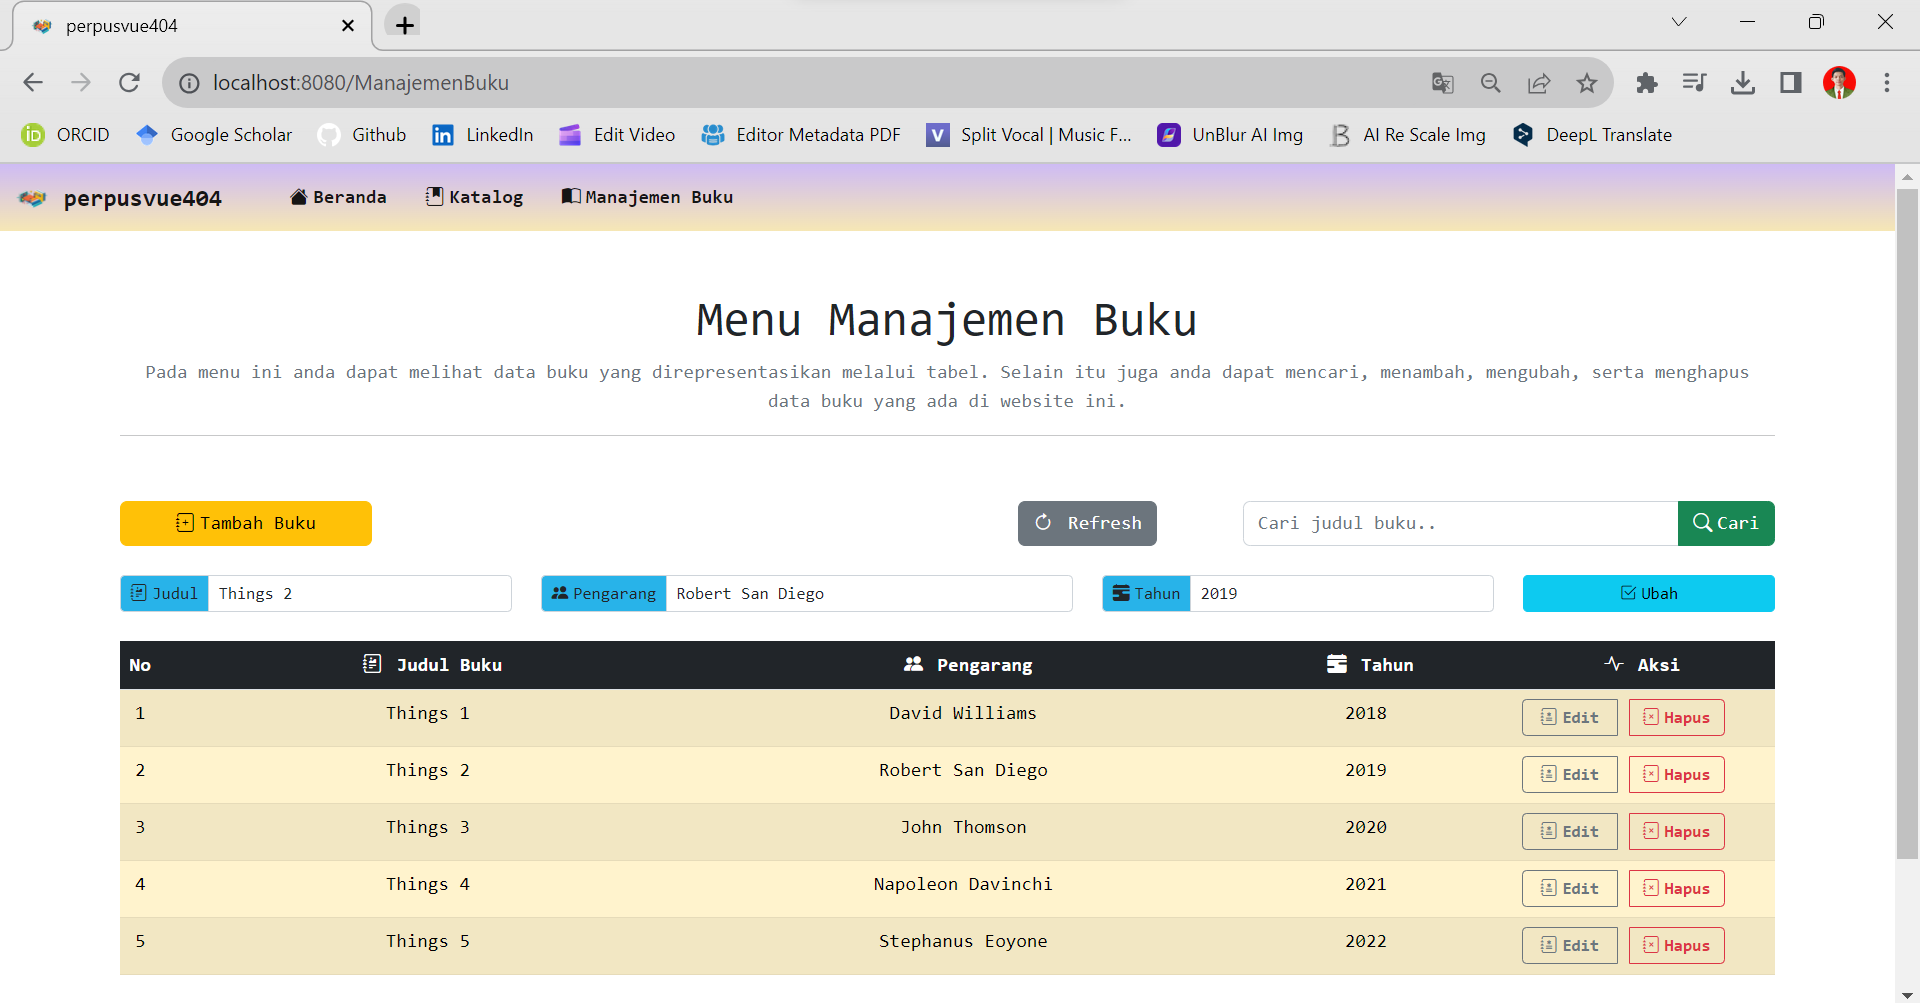 perpusvue404
localhost:8080/ManajemenBuku
ORCID Google Scholar Github LinkedIn Edit Video Editor Metadata PDF Split Vocal | Music F... UnBlur AI Img AI Re Scale Img DeepL Translate
perpusvue404 Beranda Katalog Manajemen Buku
Menu Manajemen Buku
Pada menu ini anda dapat melihat data buku yang direpresentasikan melalui tabel. Selain itu juga anda dapat mencari, menambah, mengubah, serta menghapus
data buku yang ada di website ini.
Tambah Buku Refresh Cari judul buku.. Cari
Judul Things 2 Pengarang Robert San Diego Tahun 2019 Ubah
No Judul Buku Pengarang Tahun Aksi
1 Things 1 David Williams 2018 Edit Hapus
2 Things 2 Robert San Diego 2019 Edit Hapus
3 Things 3 John Thomson 2020 Edit Hapus
4 Things 4 Napoleon Davinchi 2021 Edit Hapus
5 Things 5 Stephanus Eoyone 2022 Edit Hapus